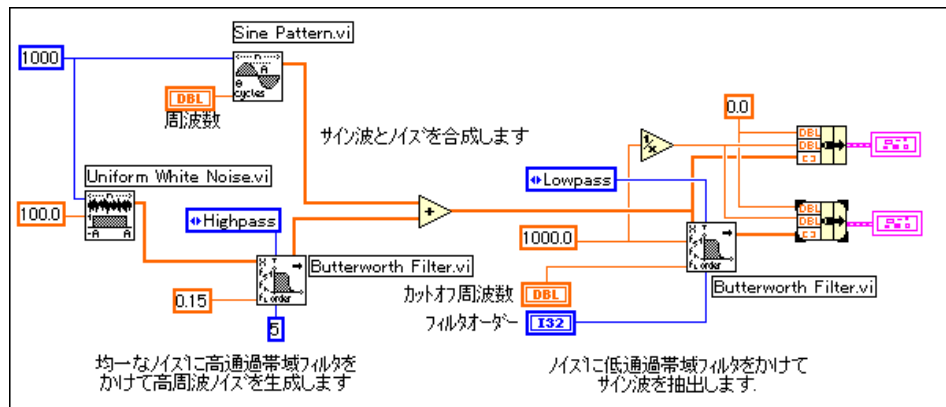 Sine Pattern.vi
1000
n
A
θ
cycles
DBL
周波数
サイン波とノイズを合成します
0.0
1/x
DBL
DBL
Uniform White Noise.vi
n
100.0
-A
A
Highpass
Lowpass
+
DBL
DBL
1000.0
X
Y
fL
order
Butterworth Filter.vi
0.15
5
カットオフ周波数
DBL
フィルタオーダー
I32
X
Y
fL
order
Butterworth Filter.vi
均一なノイズに高通過帯域フィルタを
かけて高周波ノイズを生成します
ノイズに低通過帯域フィルタをかけて
サイン波を抽出します.